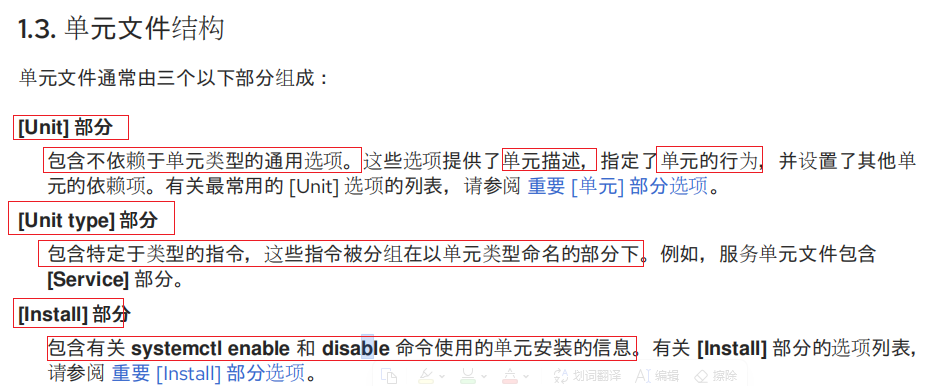 1.3. 单元文件结构
单元文件通常由三个以下部分组成：
[Unit] 部分
包含不依赖于单元类型的通用选项。这些选项提供了单元描述，指定了单元的行为，并设置了其他单
元的依赖项。有关最常用的 [Unit] 选项的列表，请参阅 重要 [单元] 部分选项。
[Unit type] 部分
包含特定于类型的指令，这些指令被分组在以单元类型命名的部分下。例如，服务单元文件包含
[Service] 部分。
[Install] 部分
包含有关 systemctl enable 和 disable 命令使用的单元安装的信息。有关 [Install] 部分的选项列表，
请参阅 重要 [Install] 部分选项。
划词翻译 编辑 擦除